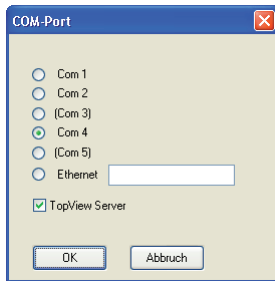 COM-Port
Com 1
Com 2
(Com 3)
Com 4
(Com 5)
Ethernet
TopView Server
OK Abbruch